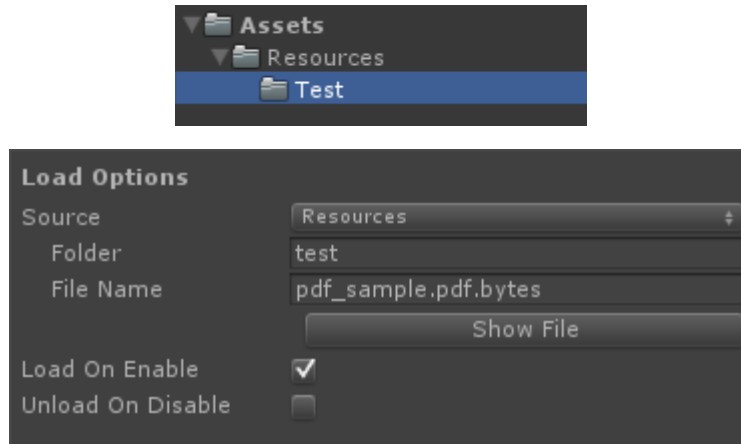 Assets
Resources
Test
Load Options
Source Resources
Folder test
File Name pdf_sample.pdf.bytes
Show File
Load On Enable
Unload On Disable